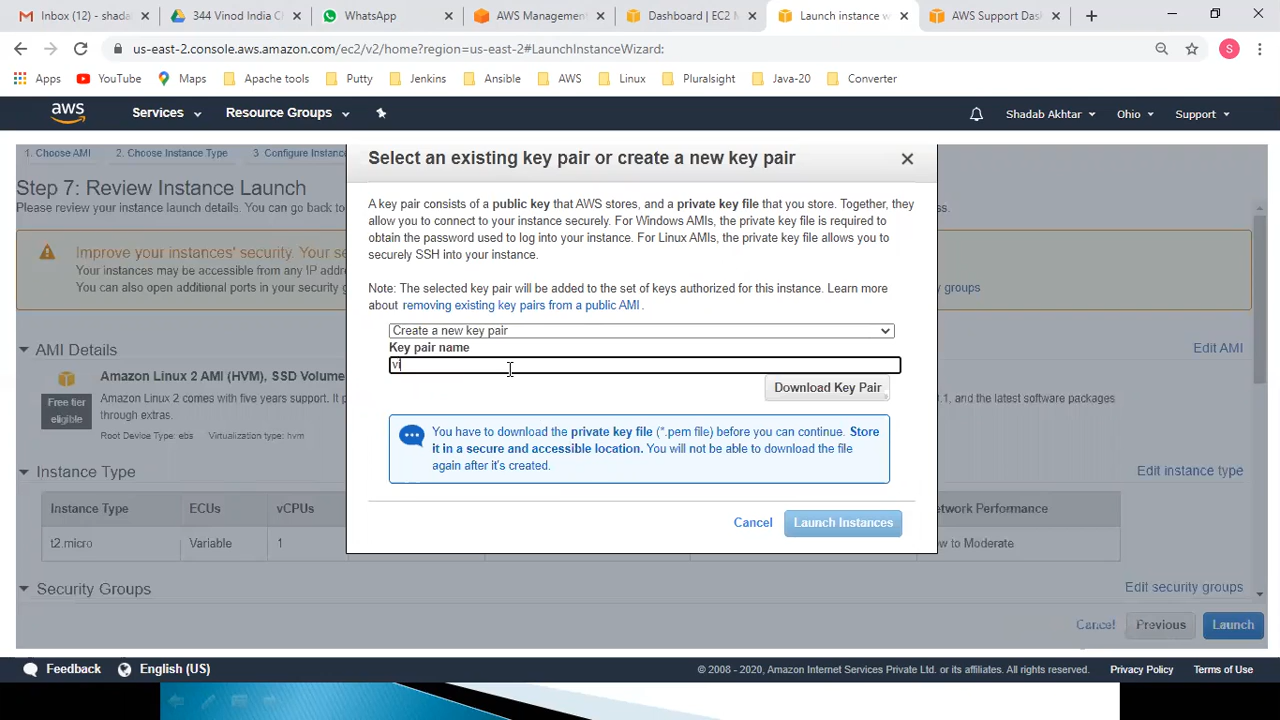 Inbox (12) - shada
344 Vinod India C
WhatsApp
AWS Managemen
Dashboard | EC2 M
Launch instance w
AWS Support Das
us-east-2.console.aws.amazon.com/ec2/v2/home?region=us-east-2#LaunchInstanceWizard:
S
Apps
YouTube
Maps
Apache tools
Putty
Jenkins
Ansible
AWS
Linux
Pluralsight
Java-20
Converter
aws
Services
Resource Groups
Shadab Akhtar
Ohio
Support
1. Choose AMI
2. Choose Instance Type
3 Configure Instanc
Step 7: Review Instance Launch
Please review your instance launch details. You can go back to
Improve your instances' security. Your se
Your instances may be accessible from any IP addr
You can also open additional ports in your security g
groups
AMI Details
Edit AMI
Amazon Linux 2 AMI (HVM), SSD Volume
Free tier
eligible
Amazon Linux 2 comes with five years support. It p
.1, and the latest software packages
through extras.
Root Device Type: ebs
Virtualization type: hvm
Instance Type
Edit instance type
Instance Type
ECUs
vCPUs
etwork Performance
t2.micro
Variable
1
w to Moderate
Security Groups
Edit security groups
Cancel
Previous
Launch
Select an existing key pair or create a new key pair
A key pair consists of a public key that AWS stores, and a private key file that you store. Together, they
allow you to connect to your instance securely. For Windows AMIs, the private key file is required to
obtain the password used to log into your instance. For Linux AMIs, the private key file allows you to
securely SSH into your instance.
Note: The selected key pair will be added to the set of keys authorized for this instance. Learn more
about removing existing key pairs from a public AMI .
Create a new key pair
Key pair name
vi
Download Key Pair
You have to download the private key file (*.pem file) before you can continue. Store
it in a secure and accessible location. You will not be able to download the file
again after it's created.
Cancel
Launch Instances
Feedback
English (US)
© 2008 - 2020, Amazon Internet Services Private Ltd. or its affiliates. All rights reserved.
Privacy Policy
Terms of Use